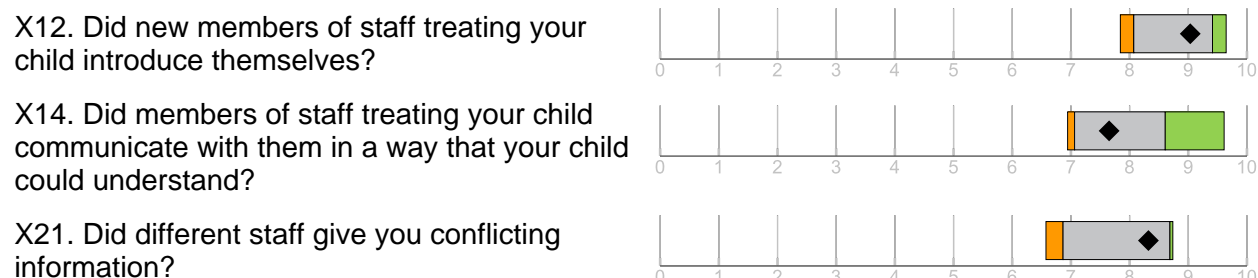 X12. Did new members of staff treating your
child introduce themselves?
0 1 2 3 4 5 6 7 8 9 10
X14. Did members of staff treating your child
communicate with them in a way that your child
could understand?
0 1 2 3 4 5 6 7 8 9 10
X21. Did different staff give you conflicting
information?
0 1 2 3 4 5 6 7 8 9 10